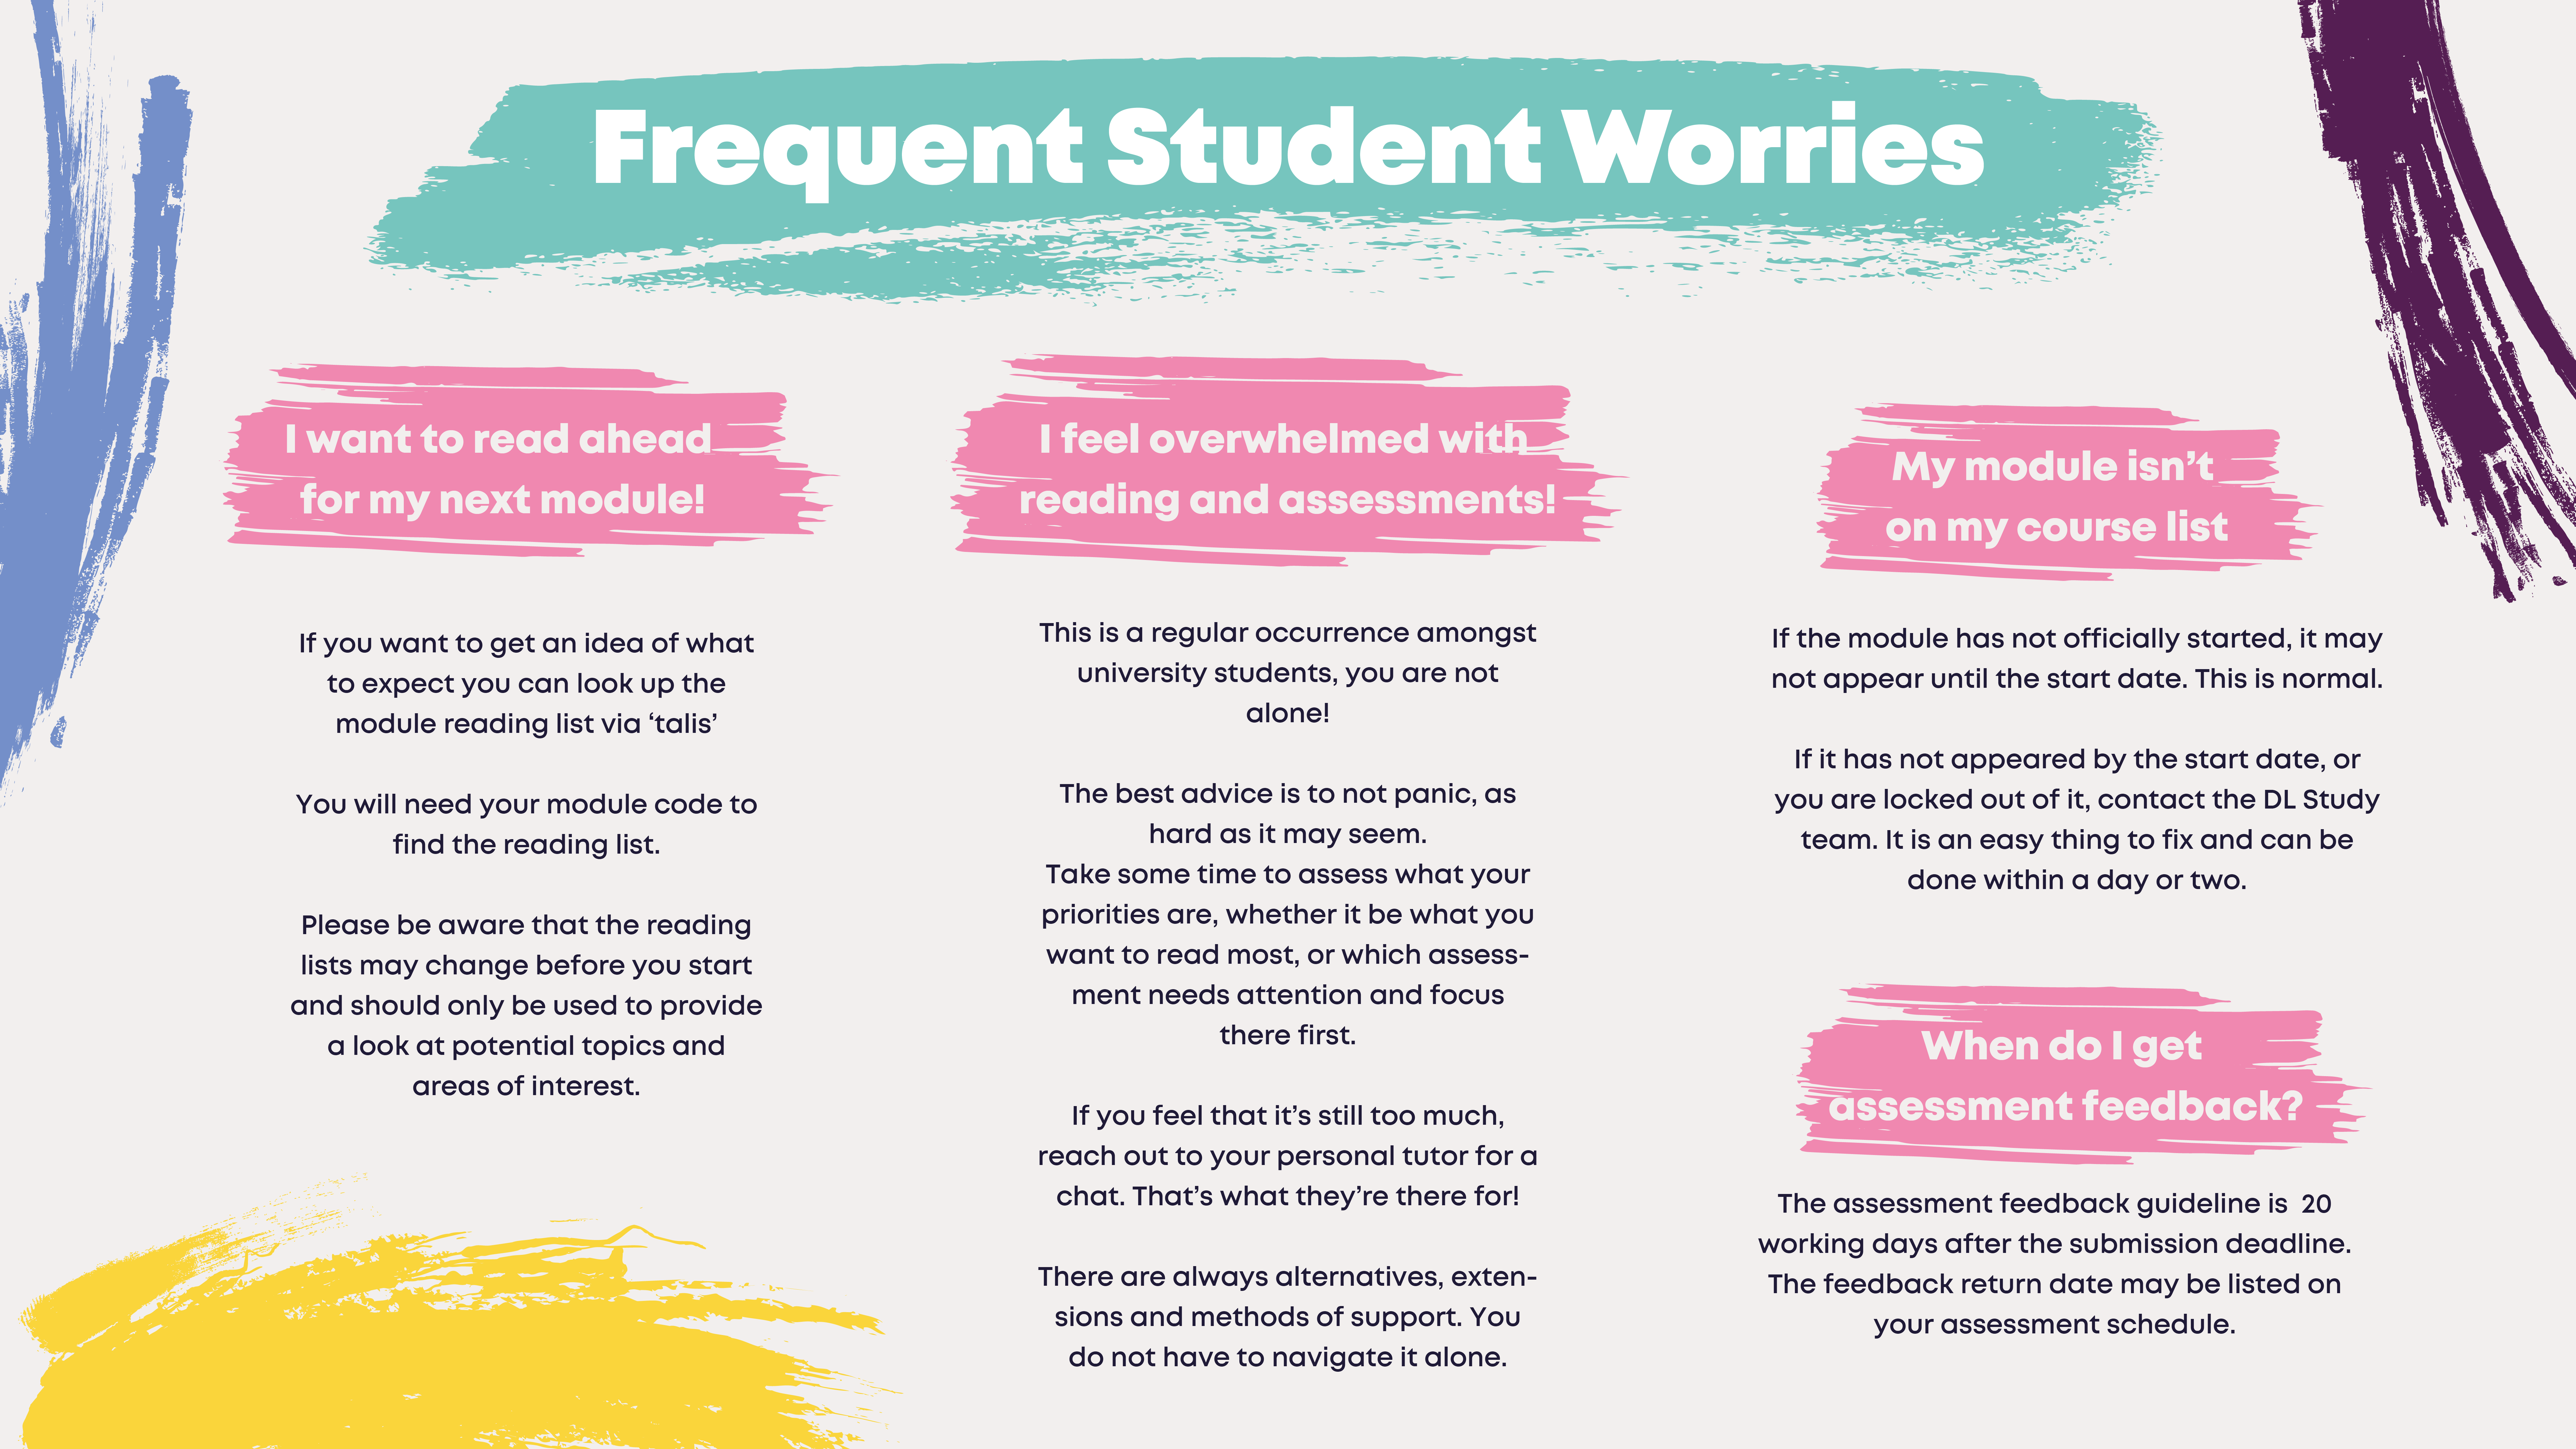 Frequent Student Worries
I want to read ahead
for my next module!
If you want to get an idea of what
to expect you can look up the
module reading list via ‘talis’
You will need your module code to
find the reading list.
Please be aware that the reading
lists may change before you start
and should only be used to provide
a look at potential topics and
areas of interest.
I feel overwhelmed with
reading and assessments!
This is a regular occurrence amongst
university students, you are not
alone!
The best advice is to not panic, as
hard as it may seem.
Take some time to assess what your
priorities are, whether it be what you
want to read most, or which assess-
ment needs attention and focus
there first.
If you feel that it’s still too much,
reach out to your personal tutor for a
chat. That’s what they’re there for!
There are always alternatives, exten-
sions and methods of support. You
do not have to navigate it alone.
My module isn’t
on my course list
If the module has not officially started, it may
not appear until the start date. This is normal.
If it has not appeared by the start date, or
you are locked out of it, contact the DL Study
team. It is an easy thing to fix and can be
done within a day or two.
When do I get
assessment feedback?
The assessment feedback guideline is  20
working days after the submission deadline.
The feedback return date may be listed on
your assessment schedule.